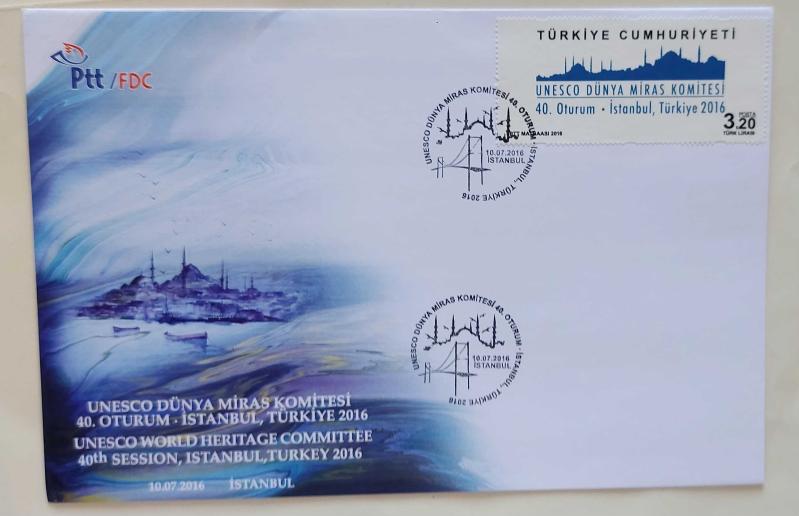 Ptt /FDC
TÜRKİYE CUMHURİYETİ
UNESCO DÜNYA MİRAS KOMİTESİ
40. Oturum • İstanbul, Türkiye 2016
POSTA
3.20
TÜRK LİRASI
2016
UNESCO DÜNYA MİRAS KOMİTESİ 40. OTURUM • İSTANBUL, TÜRKİYE 2016
10.07.2016
İSTANBUL
UNESCO DÜNYA MİRAS KOMİTESİ 40. OTURUM • İSTANBUL, TÜRKİYE 2016
10.07.2016
İSTANBUL
UNESCO DÜNYA MİRAS KOMİTESİ
40. OTURUM • İSTANBUL, TÜRKİYE 2016
UNESCO WORLD HERITAGE COMMITTEE
40th SESSION, ISTANBUL,TURKEY 2016
10.07.2016 İSTANBUL